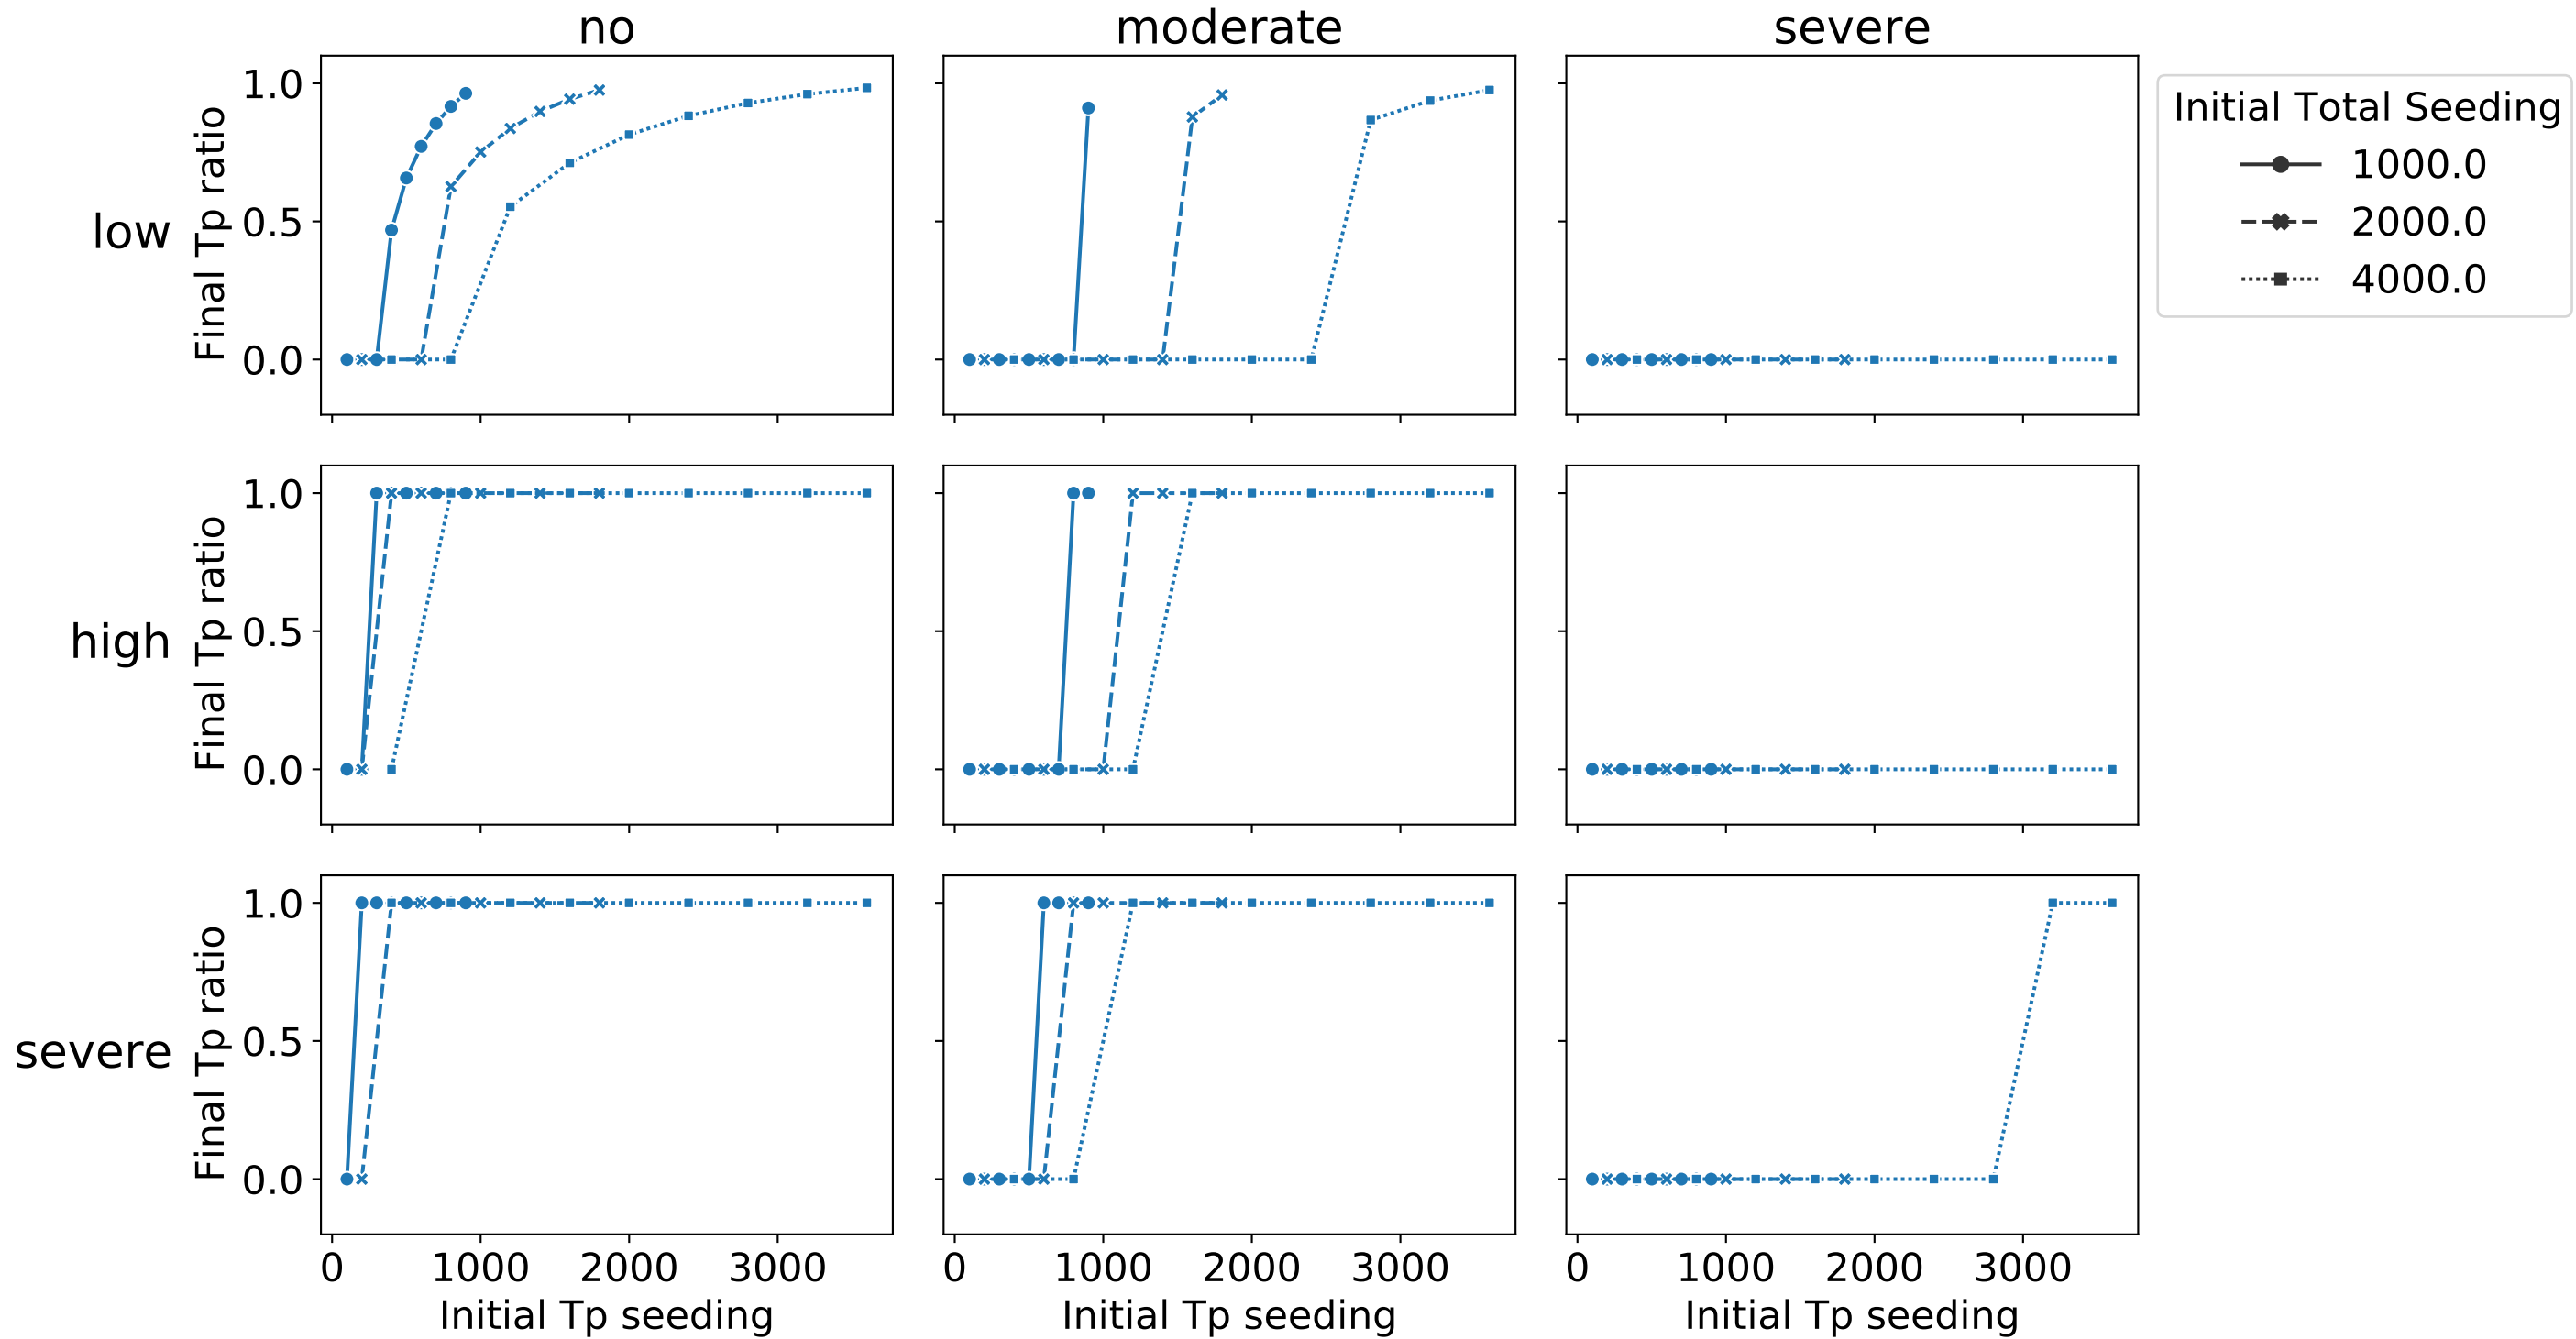 no moderate severe
low
Final Tp ratio
1.0
0.5
0.0
Initial Total Seeding
1000.0
2000.0
4000.0
high
Final Tp ratio
1.0
0.5
0.0
severe
Final Tp ratio
1.0
0.5
0.0
0 1000 2000 3000
0 1000 2000 3000
0 1000 2000 3000
Initial Tp seeding
Initial Tp seeding
Initial Tp seeding